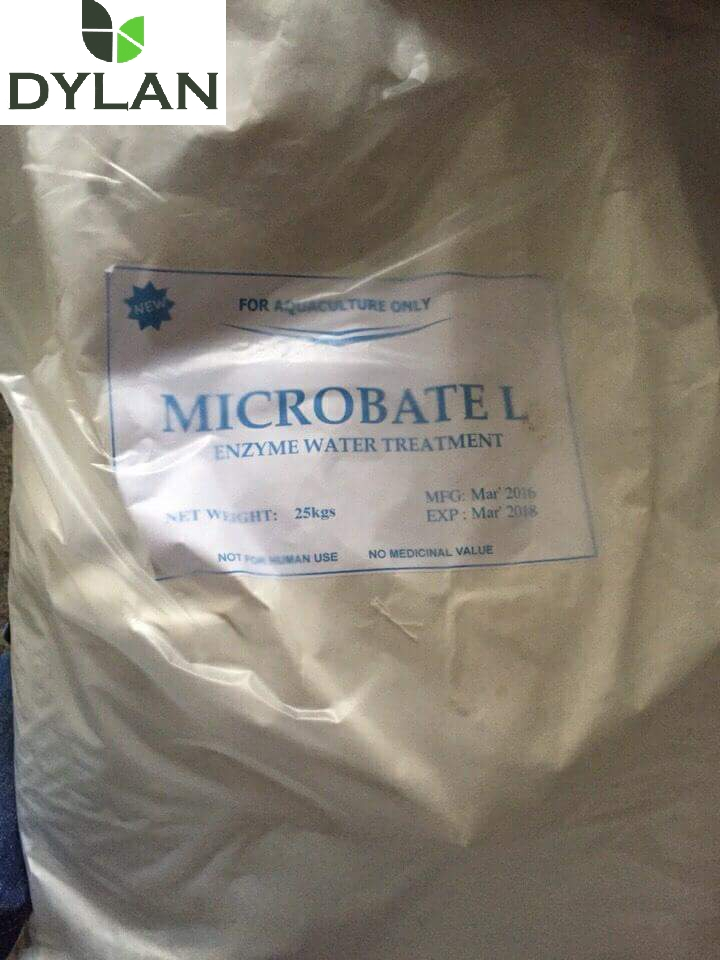 DYLAN
NEW
FOR AQUACULTURE ONLY
MICROBATE L
ENZYME WATER TREATMENT
NET WEIGHT: 25kgs
MFG: Mar' 2016
EXP : Mar' 2018
NOT FOR HUMAN USE NO MEDICINAL VALUE